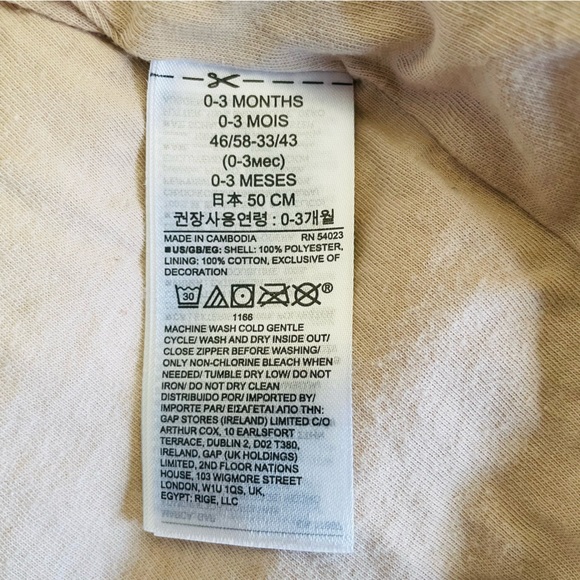 0-3 MONTHS
0-3 MOIS
46/58-33/43
(0-3мес)
0-3 MESES
日本 50 CM
권장사용연령 : 0-3개월
MADE IN CAMBODIA RN 54023
■US/GB/EG: SHELL: 100% POLYESTER,
LINING: 100% COTTON, EXCLUSIVE OF
DECORATION
30
®
1166
MACHINE WASH COLD GENTLE
CYCLE/ WASH AND DRY INSIDE OUT/
CLOSE ZIPPER BEFORE WASHING/
ONLY NON-CHLORINE BLEACH WHEN
NEEDED/ TUMBLE DRY LOW/ DO NOT
IRON/ DO NOT DRY CLEAN
DISTRIBUIDO POR/ IMPORTED BY/
IMPORTE PAR/ ΕΙΣΑΓΕΤΑΙ ΑΠΟ ΤΗΝ:
GAP STORES (IRELAND) LIMITED C/O
ARTHUR COX, 10 EARLSFORT
TERRACE, DUBLIN 2, D02 T380,
IRELAND, GAP (UK HOLDINGS)
LIMITED, 2ND FLOOR NATIONS
HOUSE, 103 WIGMORE STREET
LONDON, W1U 1QS, UK,
EGYPT: RIGE, LLC